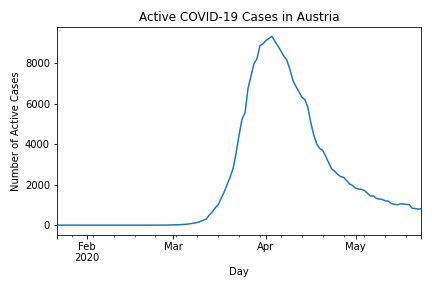 Active COVID-19 Cases in Austria
Number of Active Cases
8000
6000
4000
2000
0
Feb
2020
Mar
Apr
May
Day